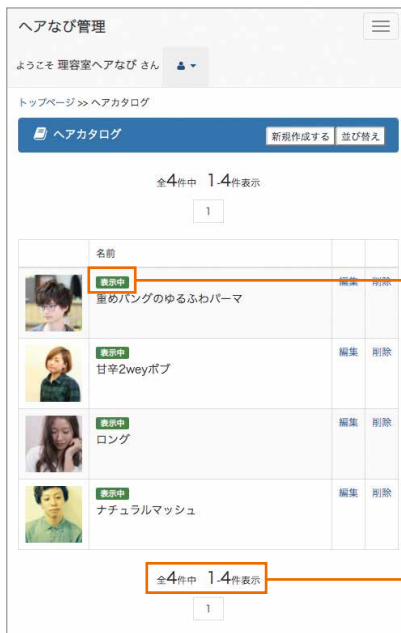 ヘアなび管理
ようこそ 理容室ヘアなび さん
トップページ >> ヘアカタログ
ヘアカタログ 新規作成する 並び替え
全4件中 1-4件表示
1
名前
表示中 編集 削除
重めバングのゆるふわパーマ
表示中 編集 削除
甘辛2weyボブ
表示中 編集 削除
ロング
表示中 編集 削除
ナチュラルマッシュ
全4件中 1-4件表示
1